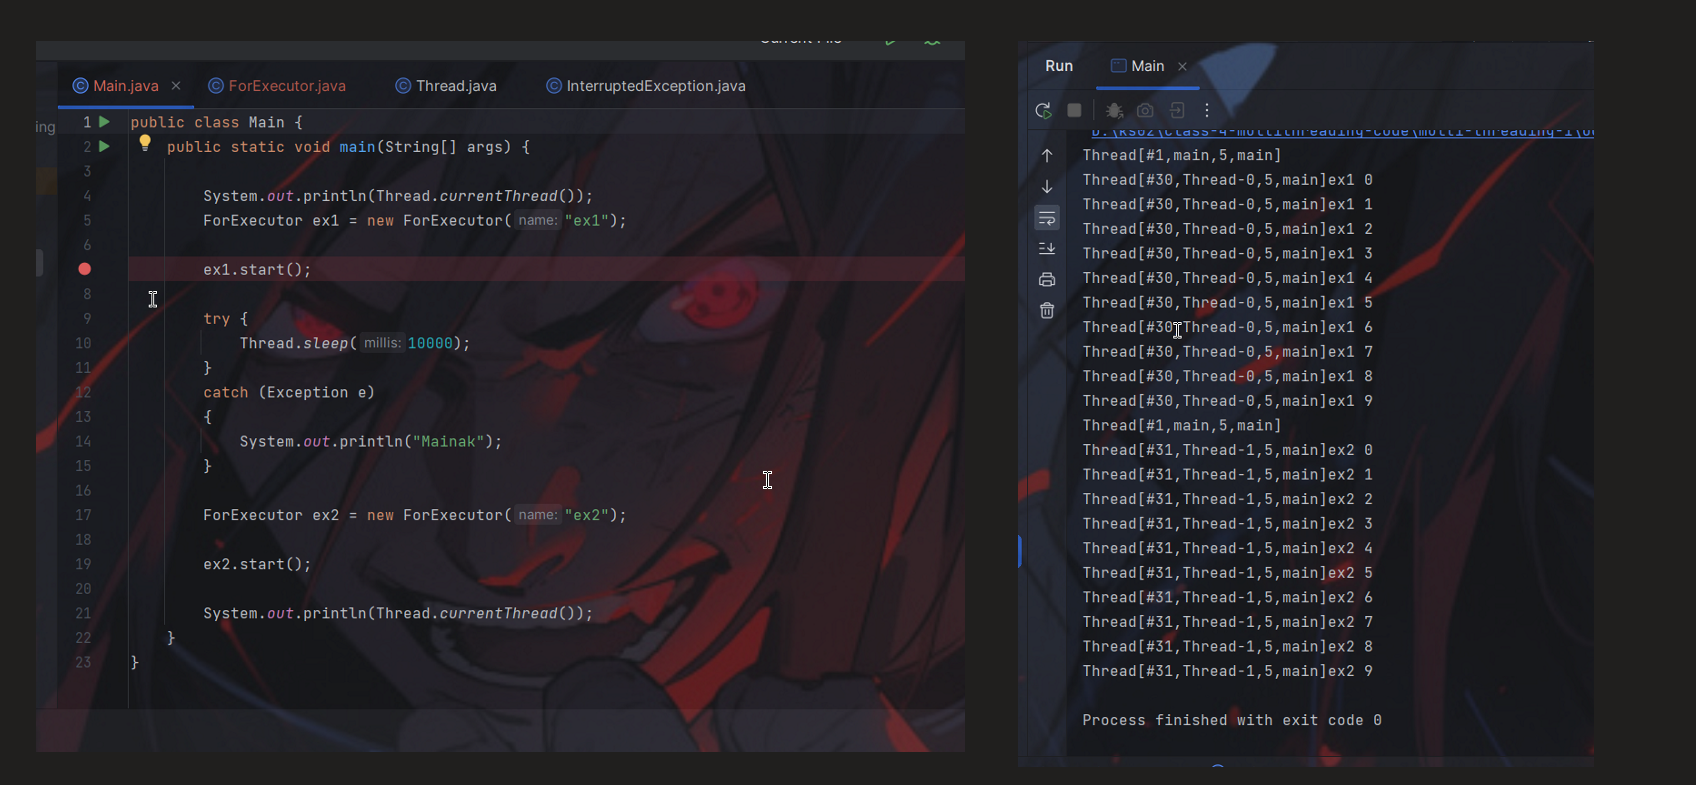 Main.java
ForExecutor.java
Thread.java
InterruptedException.java
ing
1 public class Main {
2 public static void main(String[] args) {
3
4 System.out.println(Thread.currentThread());
5 ForExecutor ex1 = new ForExecutor( name: "ex1");
6
ex1.start();
8
9 try {
10 Thread.sleep( millis: 10000);
11 }
12 catch (Exception e)
13 {
14 System.out.println("Mainak");
15 }
16
17 ForExecutor ex2 = new ForExecutor( name: "ex2");
18
19 ex2.start();
20
21 System.out.println(Thread.currentThread());
22 }
23 }
Run Main
Thread[#1,main,5,main]
Thread[#30,Thread-0,5,main]ex1 0
Thread[#30,Thread-0,5,main]ex1 1
Thread[#30,Thread-0,5,main]ex1 2
Thread[#30,Thread-0,5,main]ex1 3
Thread[#30,Thread-0,5,main]ex1 4
Thread[#30,Thread-0,5,main]ex1 5
Thread[#30,Thread-0,5,main]ex1 6
Thread[#30,Thread-0,5,main]ex1 7
Thread[#30,Thread-0,5,main]ex1 8
Thread[#30,Thread-0,5,main]ex1 9
Thread[#1,main,5,main]
Thread[#31,Thread-1,5,main]ex2 0
Thread[#31,Thread-1,5,main]ex2 1
Thread[#31,Thread-1,5,main]ex2 2
Thread[#31,Thread-1,5,main]ex2 3
Thread[#31,Thread-1,5,main]ex2 4
Thread[#31,Thread-1,5,main]ex2 5
Thread[#31,Thread-1,5,main]ex2 6
Thread[#31,Thread-1,5,main]ex2 7
Thread[#31,Thread-1,5,main]ex2 8
Thread[#31,Thread-1,5,main]ex2 9
Process finished with exit code 0